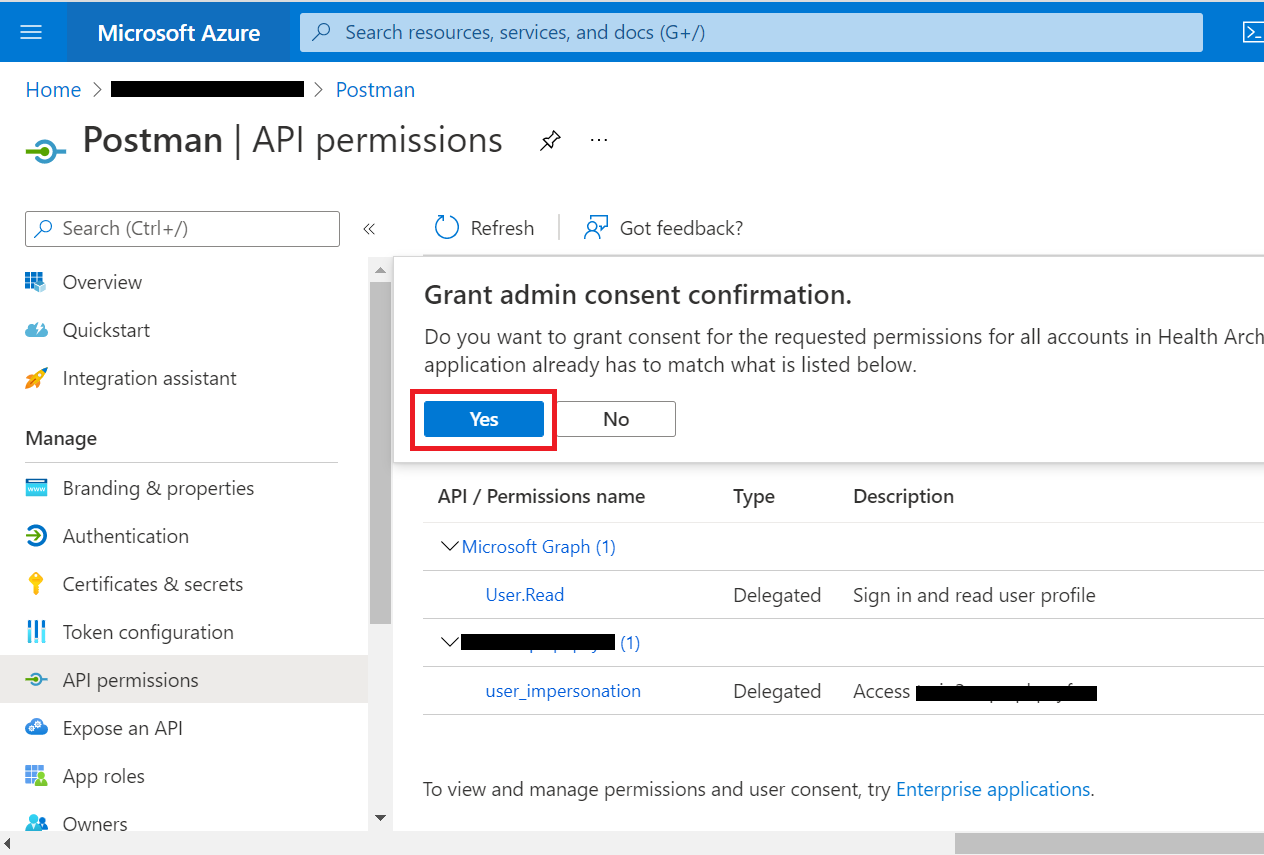 Microsoft Azure
Search resources, services, and docs (G+/)
Home > > Postman
Postman | API permissions ...
Search (Ctrl+/) «
Refresh | Got feedback?
Overview
Quickstart
Integration assistant
Manage
Branding & properties
Authentication
Certificates & secrets
Token configuration
API permissions
Expose an API
App roles
Owners
Grant admin consent confirmation.
Do you want to grant consent for the requested permissions for all accounts in Health Arch
application already has to match what is listed below.
Yes No
API / Permissions name Type Description
Microsoft Graph (1)
User.Read Delegated Sign in and read user profile
(1)
user_impersonation Delegated Access
To view and manage permissions and user consent, try Enterprise applications.